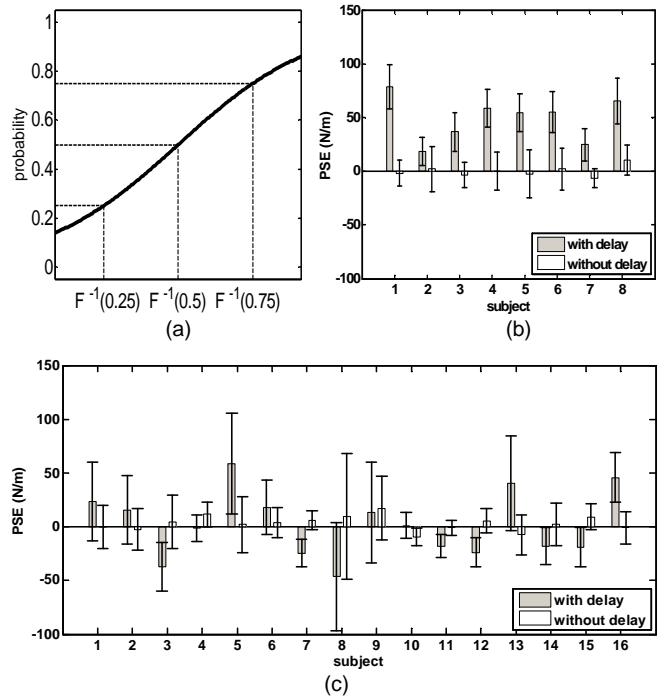 1
0.8
0.6
0.4
0.2
0
probability
F⁻¹(0.25) F⁻¹(0.5) F⁻¹(0.75)
(a)
150
100
50
0
-50
-100
PSE (N/m)
with delay
without delay
1 2 3 4 5 6 7 8
subject
(b)
150
100
50
0
-50
-100
PSE (N/m)
with delay
without delay
1 2 3 4 5 6 7 8 9 10 11 12 13 14 15 16
subject
(c)